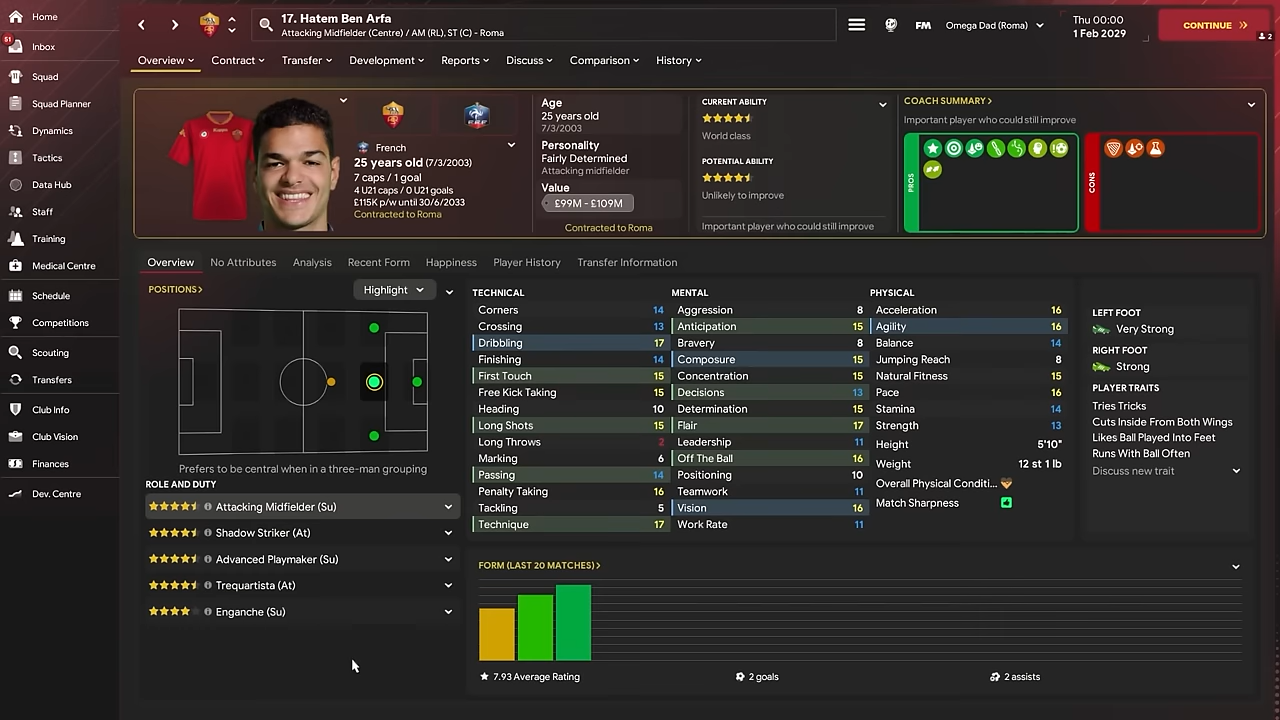 Home
51
Inbox
Squad
Squad Planner
Dynamics
Tactics
Data Hub
Staff
Training
Medical Centre
Schedule
Competitions
Scouting
Transfers
Club Info
Club Vision
Finances
Dev. Centre
17. Hatem Ben Arfa
Attacking Midfielder (Centre) / AM (RL), ST (C) - Roma
FM
Omega Dad (Roma)
Thu 00:00
1 Feb 2029
CONTINUE
2
Overview
Contract
Transfer
Development
Reports
Discuss
Comparison
History
French
25 years old (7/3/2003)
7 caps / 1 goal
4 U21 caps / 0 U21 goals
£115K p/w until 30/6/2033
Contracted to Roma
Age
25 years old
7/3/2003
Personality
Fairly Determined
Attacking midfielder
Value
£99M - £109M
Contracted to Roma
CURRENT ABILITY
World class
POTENTIAL ABILITY
Unlikely to improve
Important player who could still improve
COACH SUMMARY
Important player who could still improve
PROS
CONS
Overview
No Attributes
Analysis
Recent Form
Happiness
Player History
Transfer Information
POSITIONS
Highlight
Prefers to be central when in a three-man grouping
ROLE AND DUTY
Attacking Midfielder (Su)
Shadow Striker (At)
Advanced Playmaker (Su)
Trequartista (At)
Enganche (Su)
TECHNICAL
Corners 14
Crossing 13
Dribbling 17
Finishing 14
First Touch 15
Free Kick Taking 15
Heading 10
Long Shots 15
Long Throws 2
Marking 6
Passing 14
Penalty Taking 16
Tackling 5
Technique 17
MENTAL
Aggression 8
Anticipation 15
Bravery 8
Composure 15
Concentration 15
Decisions 13
Determination 15
Flair 17
Leadership 11
Off The Ball 16
Positioning 10
Teamwork 11
Vision 16
Work Rate 11
PHYSICAL
Acceleration 16
Agility 16
Balance 14
Jumping Reach 8
Natural Fitness 15
Pace 16
Stamina 14
Strength 13
Height 5'10"
Weight 12 st 1 lb
Overall Physical Conditi...
Match Sharpness
LEFT FOOT
Very Strong
RIGHT FOOT
Strong
PLAYER TRAITS
Tries Tricks
Cuts Inside From Both Wings
Likes Ball Played Into Feet
Runs With Ball Often
Discuss new trait
FORM (LAST 20 MATCHES)
7.93 Average Rating
2 goals
2 assists